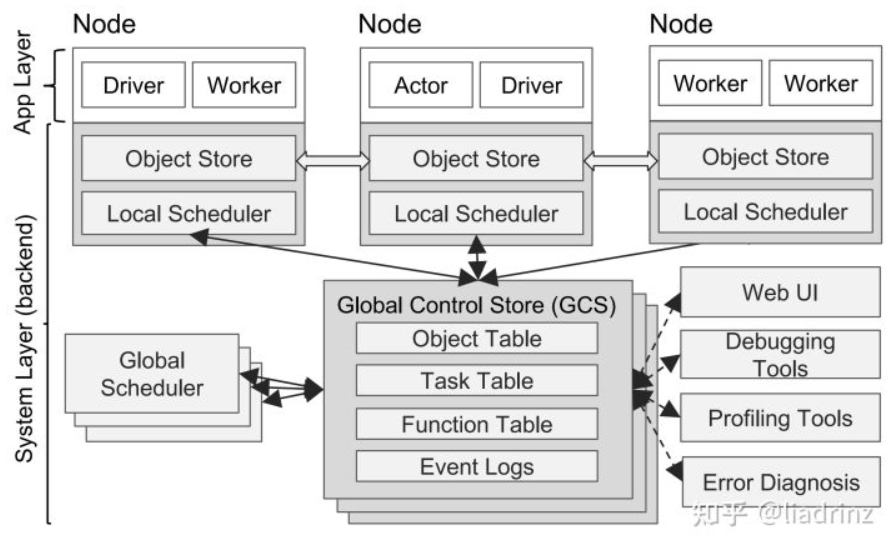 Node
Node
Node
App Layer
Driver
Worker
Actor
Driver
Worker
Worker
Object Store
Object Store
Object Store
Local Scheduler
Local Scheduler
Local Scheduler
System Layer (backend)
Global Control Store (GCS)
Object Table
Task Table
Function Table
Event Logs
Global
Scheduler
Web UI
Debugging
Tools
Profiling Tools
Error Diagnosis
知乎 @liadrinz